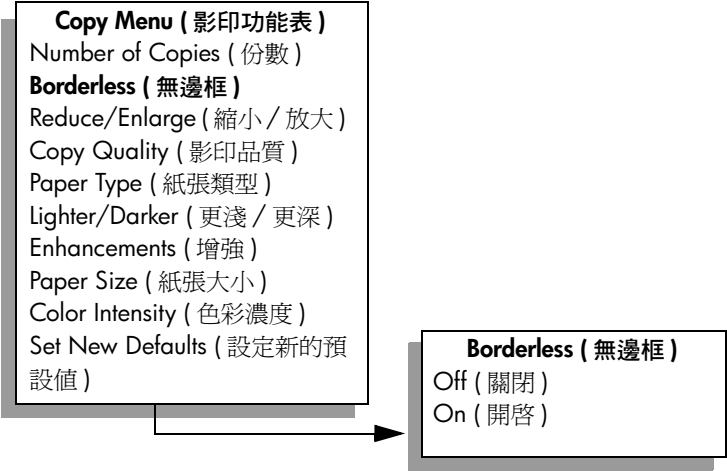 Copy Menu ( 影印功能表 )
Number of Copies ( 份數 )
Borderless ( 無邊框 )
Reduce/Enlarge ( 縮小 / 放大 )
Copy Quality ( 影印品質 )
Paper Type ( 紙張類型 )
Lighter/Darker ( 更淺 / 更深 )
Enhancements ( 增強 )
Paper Size ( 紙張大小 )
Color Intensity ( 色彩濃度 )
Set New Defaults ( 設定新的預
設值 )
Borderless ( 無邊框 )
Off ( 關閉 )
On ( 開啓 )